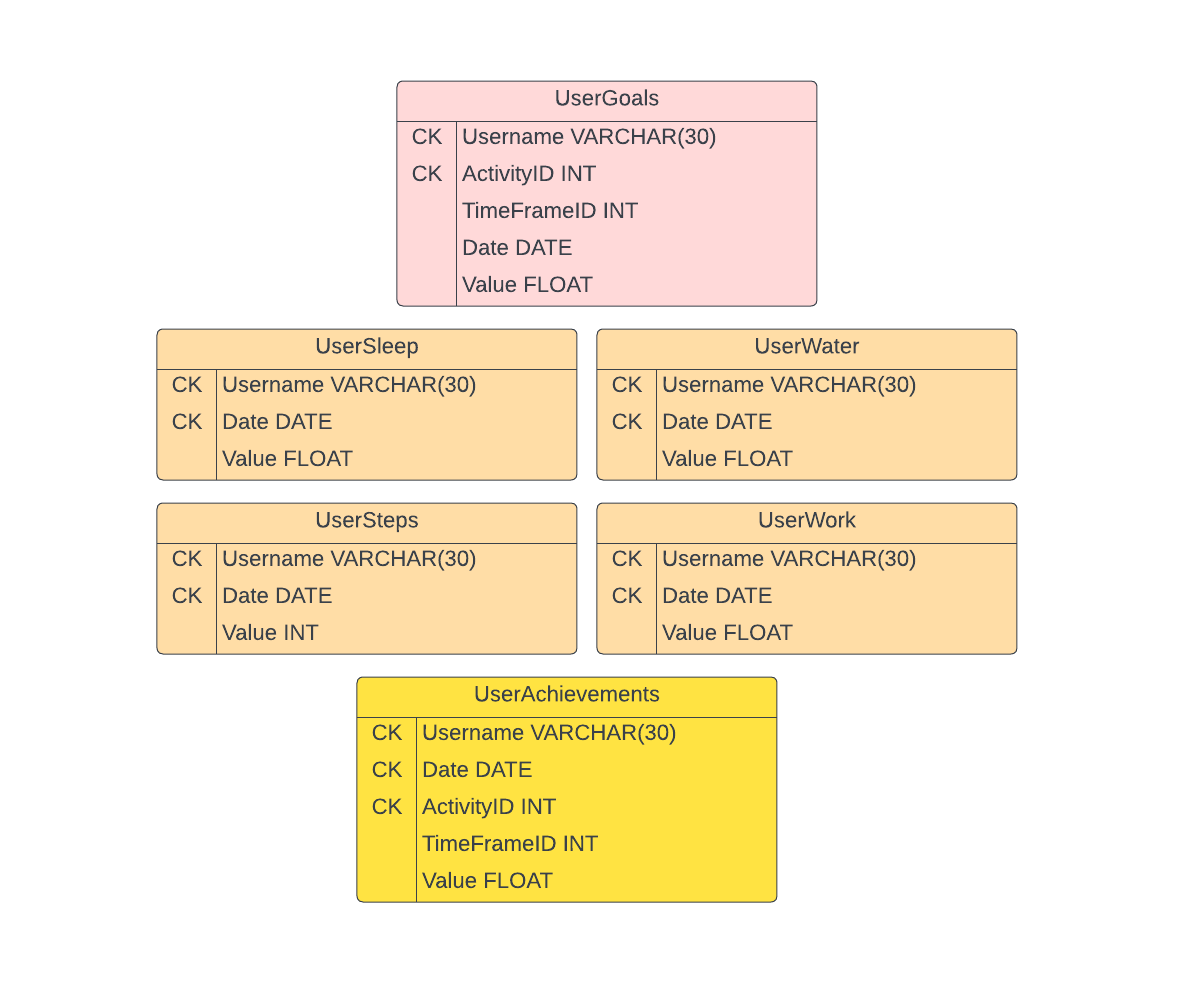 UserGoals
CK Username VARCHAR(30)
CK ActivityID INT
TimeFrameID INT
Date DATE
Value FLOAT
UserSleep
CK Username VARCHAR(30)
CK Date DATE
Value FLOAT
UserWater
CK Username VARCHAR(30)
CK Date DATE
Value FLOAT
UserSteps
CK Username VARCHAR(30)
CK Date DATE
Value INT
UserWork
CK Username VARCHAR(30)
CK Date DATE
Value FLOAT
UserAchievements
CK Username VARCHAR(30)
CK Date DATE
CK ActivityID INT
TimeFrameID INT
Value FLOAT